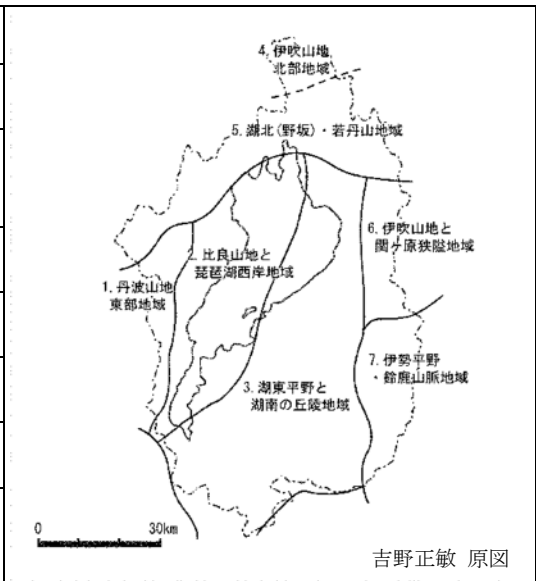 4. 伊吹山地,
北部地域
5. 湖北(野坂)・若丹山地域
6. 伊吹山地と
関ヶ原狭隘地域
2. 比良山地と
琵琶湖西岸地域
1. 丹波山地
東部地域
7. 伊勢平野
・鈴鹿山脈地域
3. 湖東平野と
湖南の丘陵地域
0 30km
吉野正敏 原図